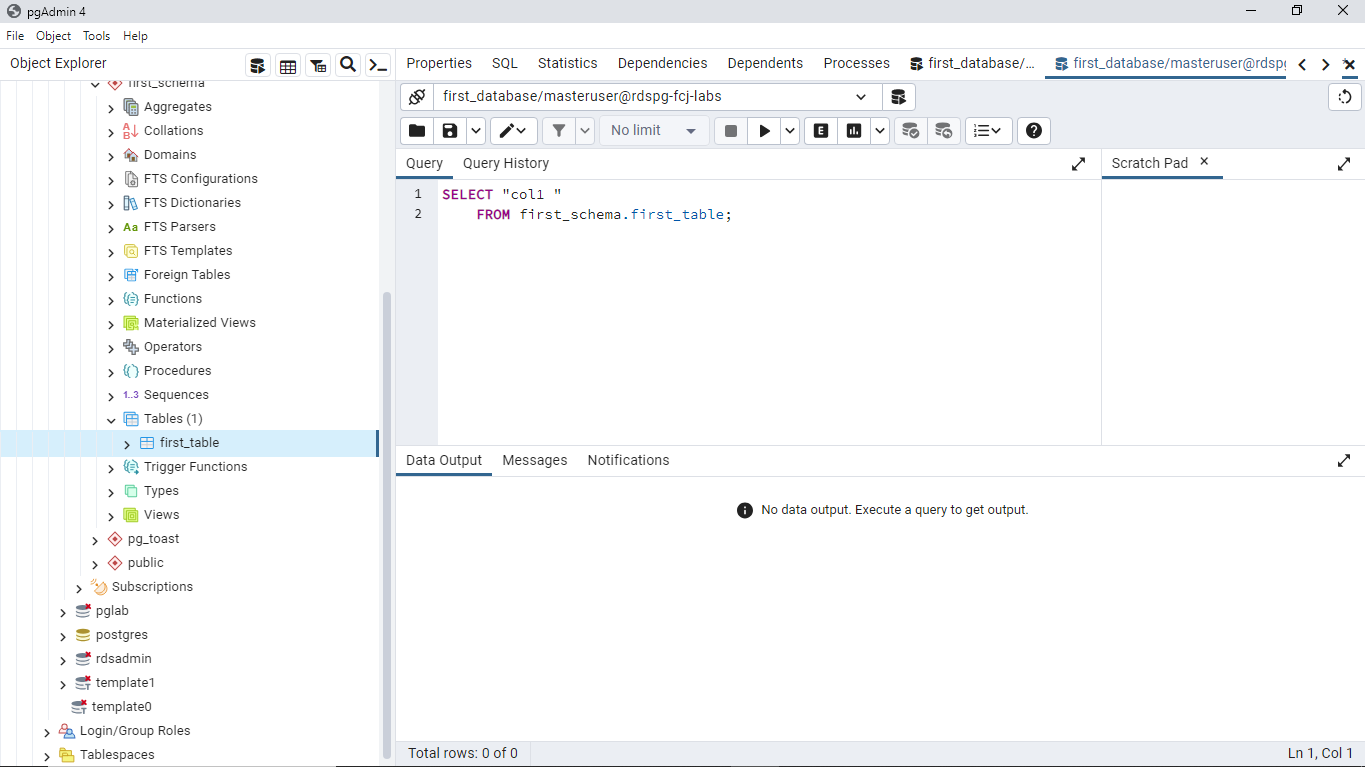 pgAdmin 4
File Object Tools Help
Object Explorer
first_schema
Aggregates
Collations
Domains
FTS Configurations
FTS Dictionaries
Aa FTS Parsers
FTS Templates
Foreign Tables
Functions
Materialized Views
Operators
Procedures
1..3 Sequences
Tables (1)
first_table
Trigger Functions
Types
Views
pg_toast
public
Subscriptions
pglab
postgres
rdsadmin
template1
template0
Login/Group Roles
Tablespaces
Properties SQL Statistics Dependencies Dependents Processes first_database/... first_database/masteruser@rdspg
first_database/masteruser@rdspg-fcj-labs
No limit E
Query Query History
Scratch Pad
1 SELECT "col1 "
2 FROM first_schema.first_table;
Data Output Messages Notifications
No data output. Execute a query to get output.
Total rows: 0 of 0
Ln 1, Col 1